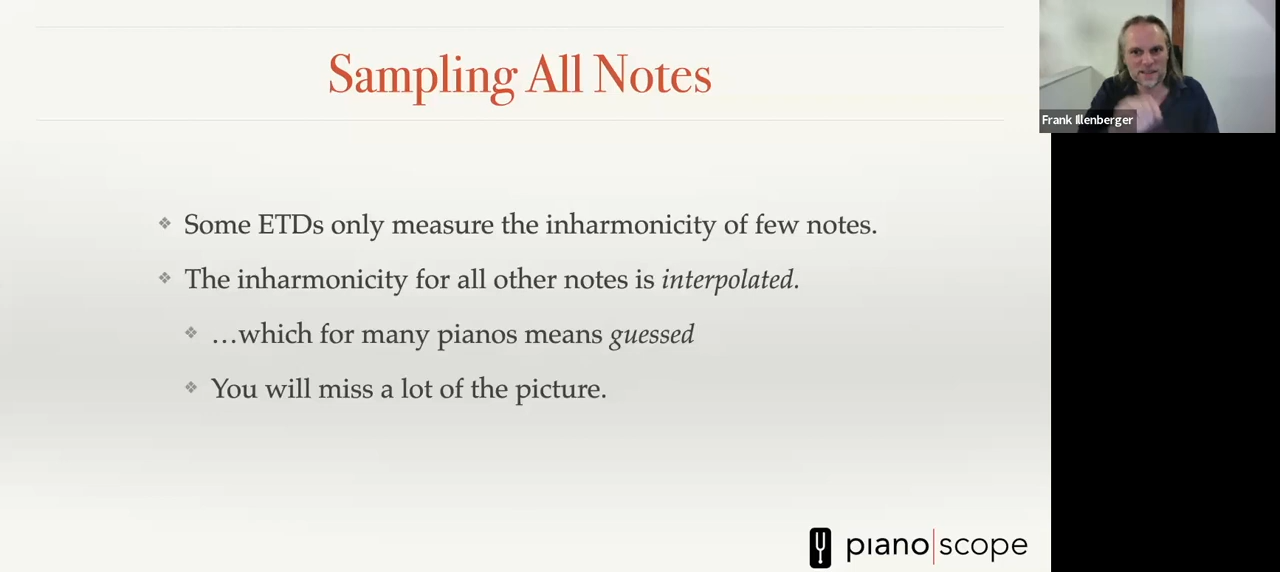 Sampling All Notes
Frank Illenberger
Some ETDs only measure the inharmonicity of few notes.
The inharmonicity for all other notes is interpolated.
…which for many pianos means guessed
You will miss a lot of the picture.
piano|scope